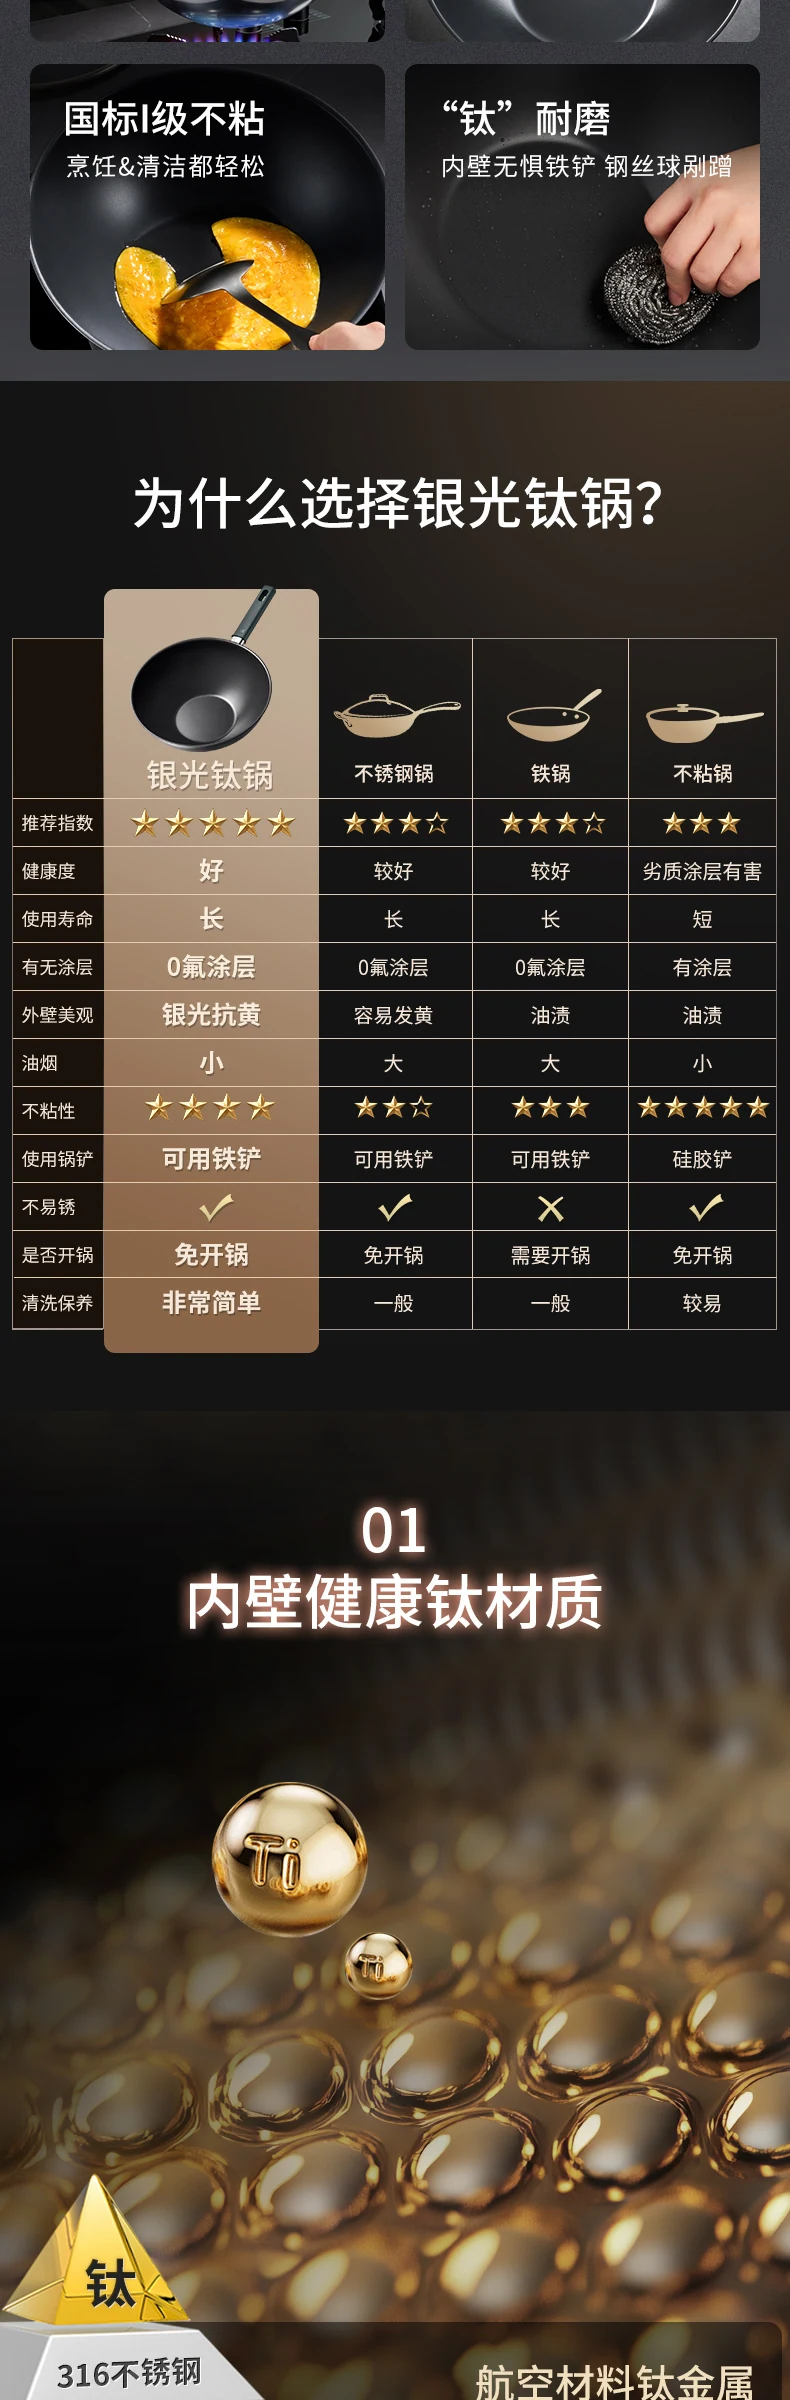 国标I级不粘
烹饪&清洁都轻松
“钛”耐磨
内壁无惧铁铲 钢丝球剐蹭
为什么选择银光钛锅?
银光钛锅 不锈钢锅 铁锅 不粘锅
推荐指数
健康度 好 较好 较好 劣质涂层有害
使用寿命 长 长 长 短
有无涂层 0氟涂层 0氟涂层 0氟涂层 有涂层
外壁美观 银光抗黄 容易发黄 油渍 油渍
油烟 小 大 大 小
不粘性
使用锅铲 可用铁铲 可用铁铲 可用铁铲 硅胶铲
不易锈
是否开锅 免开锅 免开锅 需要开锅 免开锅
清洗保养 非常简单 一般 一般 较易
01
内壁健康钛材质
Ti
Ti
钛
316不锈钢
航空材料钛金属